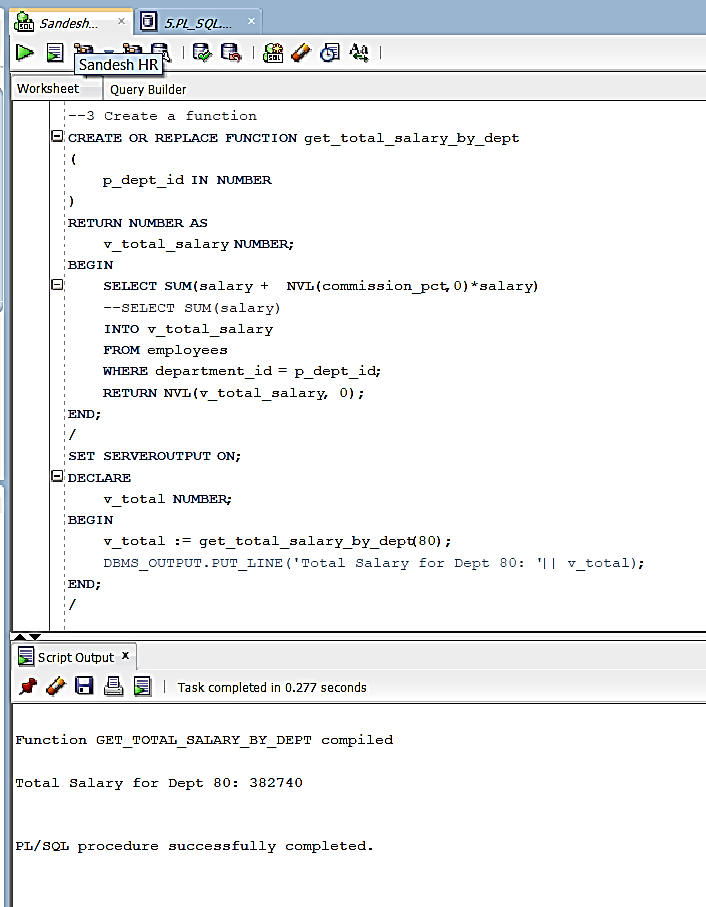 Sandesh...
5.PL_SQL....
Sandesh HR
Worksheet
Query Builder
--3 Create a function
CREATE OR REPLACE FUNCTION get_total_salary_by_dept
(
p_dept_id IN NUMBER
)
RETURN NUMBER AS
v_total_salary NUMBER;
BEGIN
SELECT SUM(salary + NVL(commission_pct,0)*salary)
--SELECT SUM(salary)
INTO v_total_salary
FROM employees
WHERE department_id = p_dept_id;
RETURN NVL(v_total_salary, 0);
END;
/
SET SERVEROUTPUT ON;
DECLARE
v_total NUMBER;
BEGIN
v_total := get_total_salary_by_dept(80);
DBMS_OUTPUT.PUT_LINE('Total Salary for Dept 80: '|| v_total);
END;
/
Script Output
Task completed in 0.277 seconds
Function GET_TOTAL_SALARY_BY_DEPT compiled
Total Salary for Dept 80: 382740
PL/SQL procedure successfully completed.